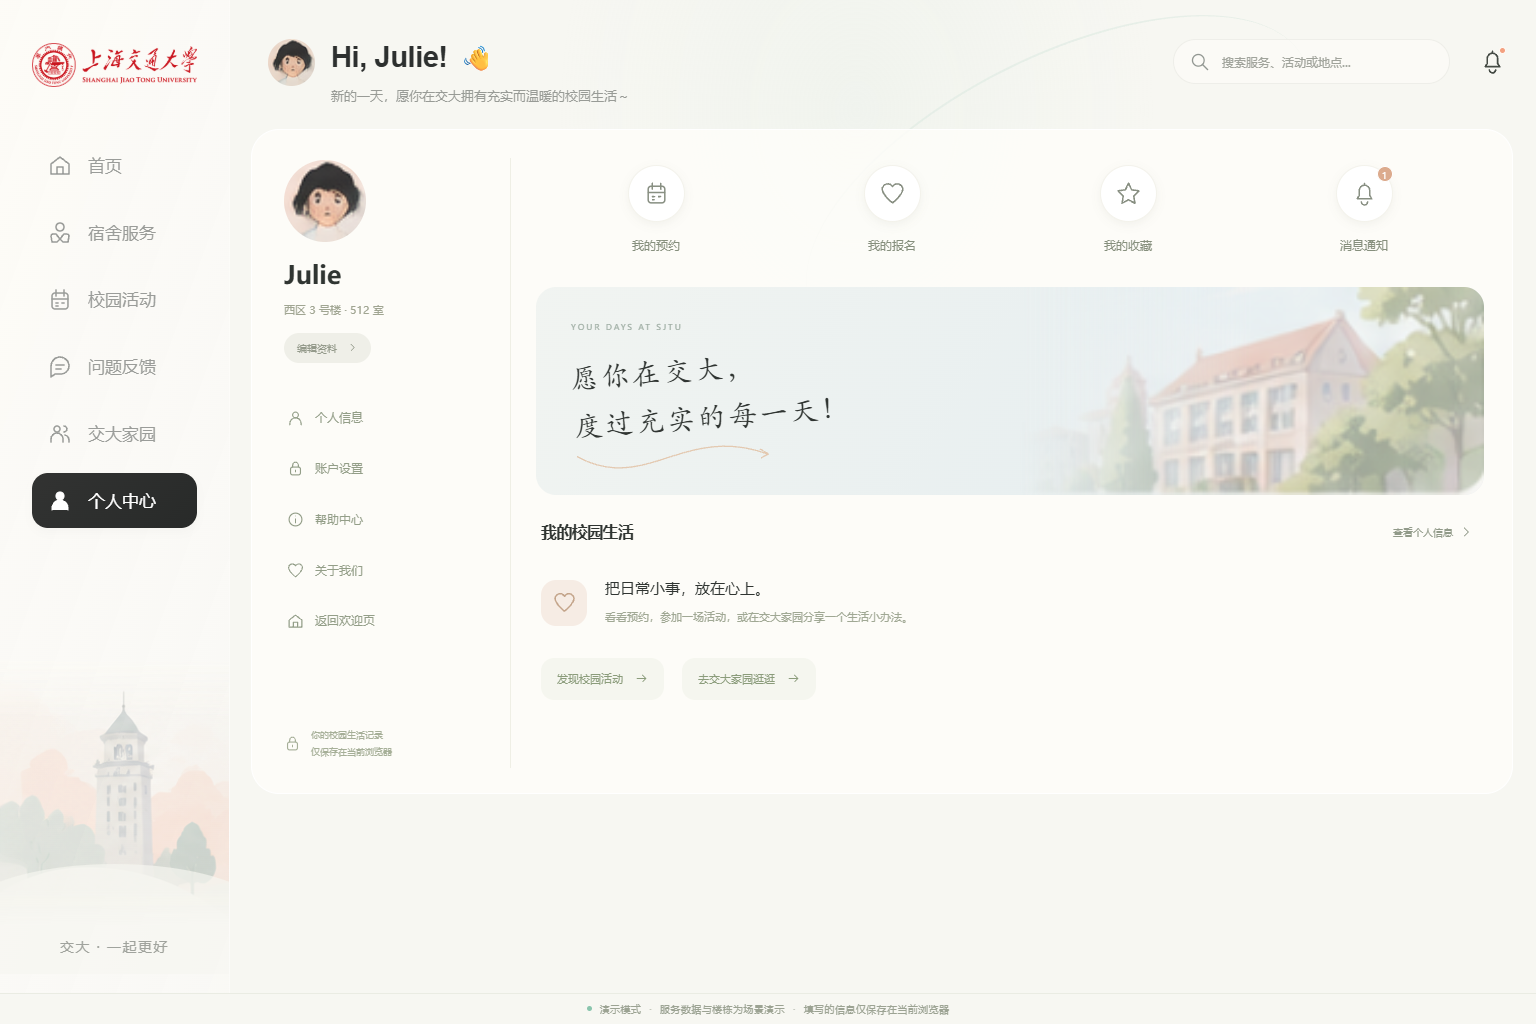 上海交通大学
SHANGHAI JIAO TONG UNIVERSITY
首页
宿舍服务
校园活动
问题反馈
交大家园
个人中心
交大 · 一起更好
Hi, Julie! 👋
新的一天，愿你在交大拥有充实而温暖的校园生活～
搜索服务、活动或地点...
Julie
西区 3 号楼 · 512 室
编辑资料
个人信息
账户设置
帮助中心
关于我们
返回欢迎页
你的校园生活记录
仅保存在当前浏览器
我的预约
我的报名
我的收藏
1
消息通知
YOUR DAYS AT SJTU
愿你在交大，
度过充实的每一天！
我的校园生活
查看个人信息
把日常小事，放在心上。
看看预约，参加一场活动，或在交大家园分享一个生活小办法。
发现校园活动 →
去交大家园逛逛 →
演示模式 · 服务数据与楼栋为场景演示 · 填写的信息仅保存在当前浏览器